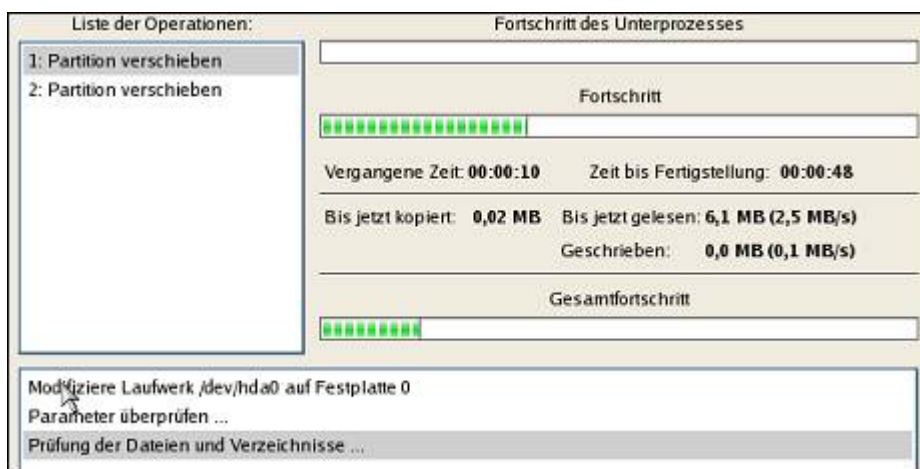 Liste der Operationen:
1: Partition verschieben
2: Partition verschieben
Fortschritt des Unterprozesses
Fortschritt
Vergangene Zeit: 00:00:10 Zeit bis Fertigstellung: 00:00:48
Bis jetzt kopiert: 0,02 MB Bis jetzt gelesen: 6,1 MB (2,5 MB/s)
Geschrieben: 0,0 MB (0,1 MB/s)
Gesamtfortschritt
Modifiziere Laufwerk /dev/hda0 auf Festplatte 0
Parameter überprüfen ...
Prüfung der Dateien und Verzeichnisse ...